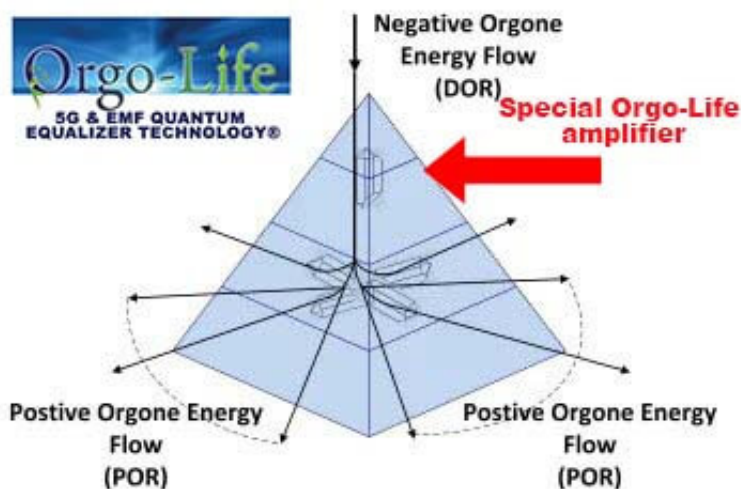 Orgo-Life
5G & EMF QUANTUM
EQUALIZER TECHNOLOGY®
Negative Orgone
Energy Flow
(DOR)
Special Orgo-Life
amplifier
Postive Orgone Energy
Flow
(POR)
Postive Orgone Energy
Flow
(POR)